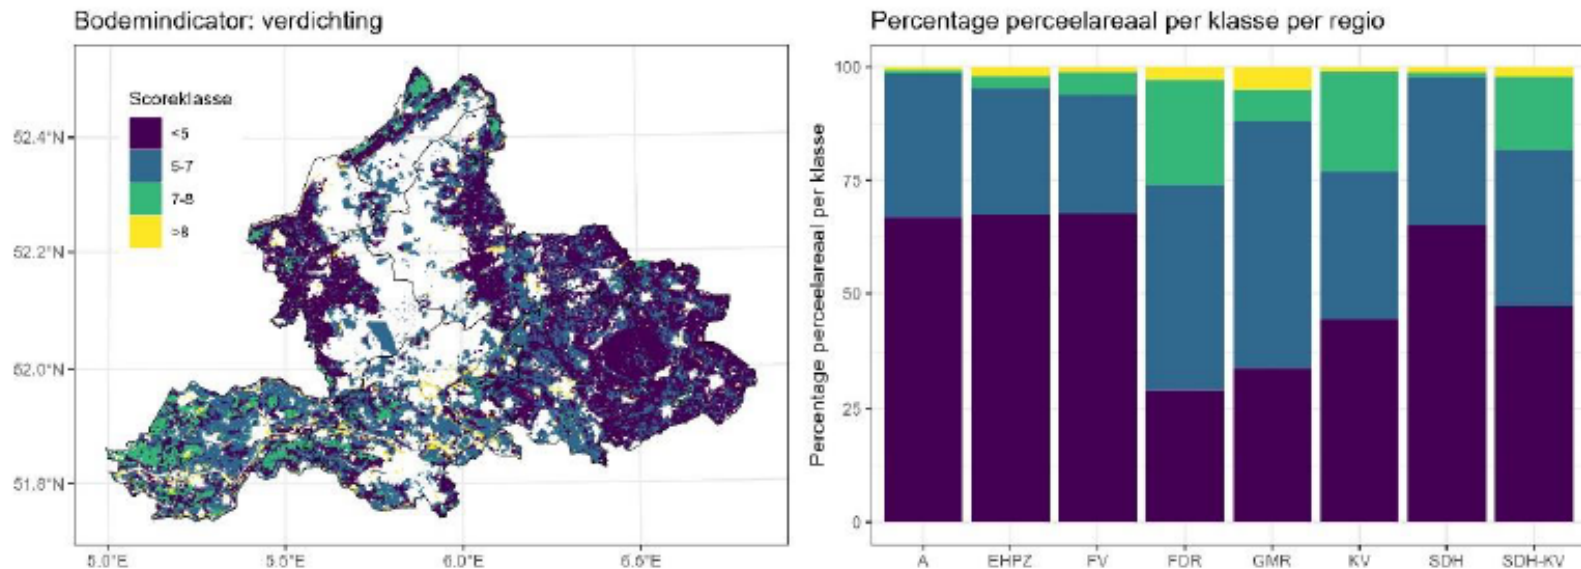 Bodemindicator: verdichting
Scoreklasse
<5
5-7
7-8
>8
52.4°N
52.2°N
52.0°N
51.8°N
5.0°E
5.5°E
6.0°E
6.5°E
Percentage perceelareaal per klasse per regio
Percentage perceelareaal per klasse
100
75
50
25
0
A
EHPZ
FV
FDR
GMR
KV
SDH
SDH-KV